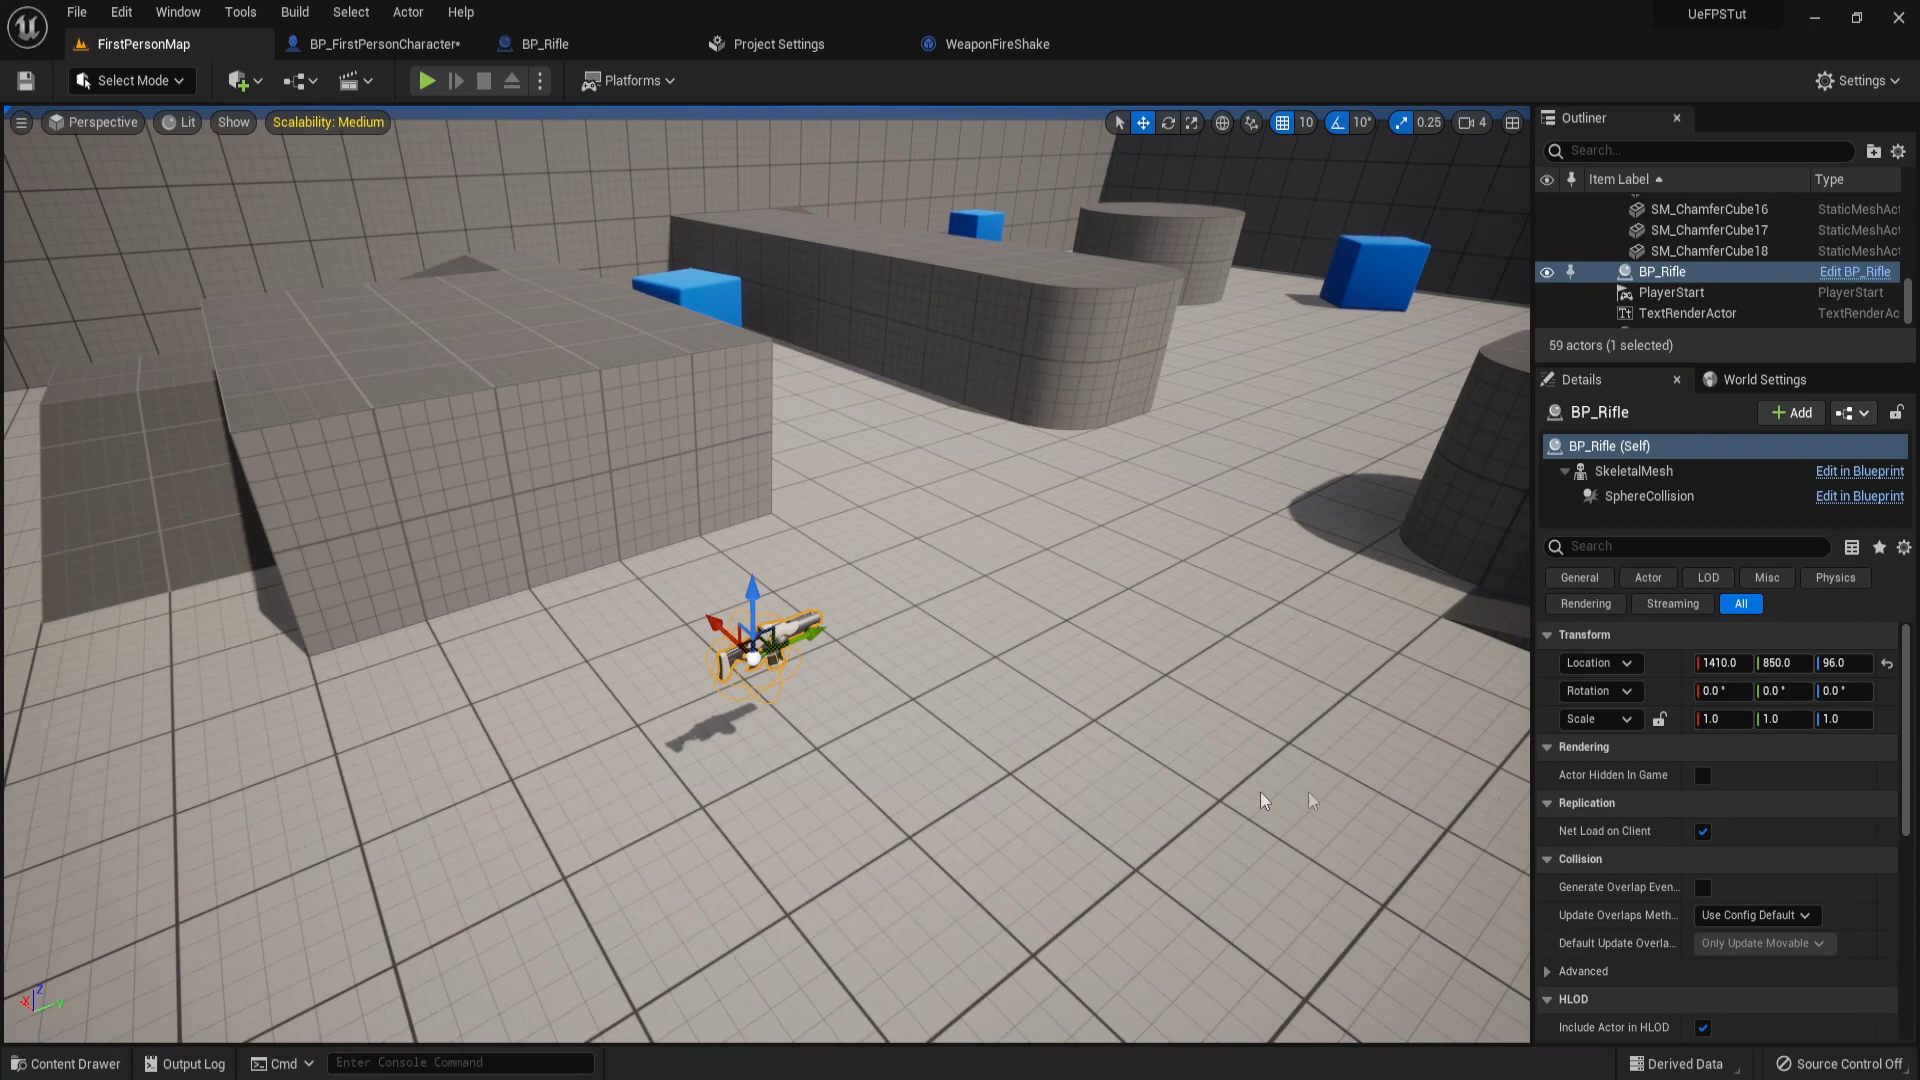 File Edit Window Tools Build Select Actor Help
UeFPSTut
FirstPersonMap
BP_FirstPersonCharacter*
BP_Rifle
Project Settings
WeaponFireShake
Select Mode
Platforms
Settings
Perspective
Lit
Show
Scalability: Medium
10
10°
0.25
4
Outliner
Search...
Item Label
Type
SM_ChamferCube16 StaticMeshAct
SM_ChamferCube17 StaticMeshAct
SM_ChamferCube18 StaticMeshAct
BP_Rifle Edit BP_Rifle
PlayerStart PlayerStart
TextRenderActor TextRenderAc
59 actors (1 selected)
Details
World Settings
BP_Rifle
Add
BP_Rifle (Self)
SkeletalMesh Edit in Blueprint
SphereCollision Edit in Blueprint
Search
General Actor LOD Misc Physics
Rendering Streaming All
Transform
Location 1410.0 850.0 96.0
Rotation 0.0 ° 0.0 ° 0.0 °
Scale 1.0 1.0 1.0
Rendering
Actor Hidden In Game
Replication
Net Load on Client
Collision
Generate Overlap Even...
Update Overlaps Meth... Use Config Default
Default Update Overla... Only Update Movable
Advanced
HLOD
Include Actor in HLOD
X Z Y
Content Drawer
Output Log
Cmd
Enter Console Command
Derived Data
Source Control Off